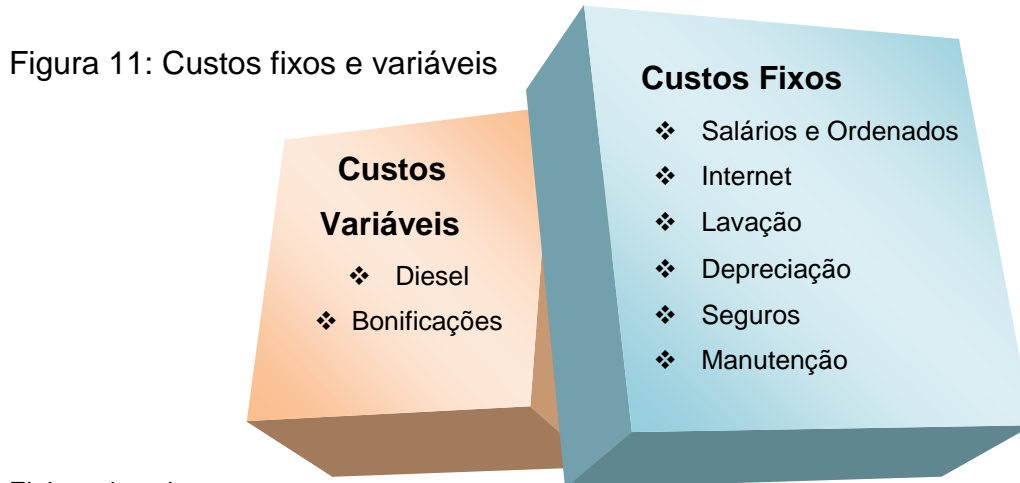 Figura 11: Custos fixos e variáveis
Custos
Variáveis
❖ Diesel
❖ Bonificações
Custos Fixos
❖ Salários e Ordenados
❖ Internet
❖ Lavação
❖ Depreciação
❖ Seguros
❖ Manutenção